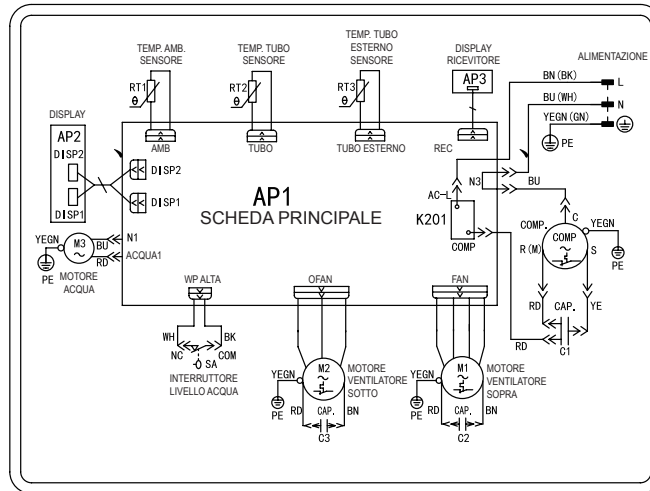 TEMP. AMB.
SENSORE
TEMP. TUBO
SENSORE
TEMP. TUBO
ESTERNO
SENSORE
DISPLAY
RICEVITORE
ALIMENTAZIONE
RT1
θ
RT2
θ
RT3
θ
AP3
BN(BK)
L
BU(WH)
N
YEGN(GN)
PE
DISPLAY
AP2
DISP2
DISP1
AMB
TUBO
TUBO ESTERNO
REC
DISP2
DISP1
AP1
SCHEDA PRINCIPALE
AC-L
K201
COMP
N3
BU
C
COMP.
COMP
YEGN
R(M)
S
PE
YEGN
M3
~
BU
N1
RD
ACQUA1
PE
MOTORE
ACQUA
WP ALTA
OFAN
FAN
RD
CAP.
YE
C1
RD
WH
BK
NC
COM
SA
INTERRUTTORE
LIVELLO ACQUA
YEGN
M2
~
MOTORE
VENTILATORE
SOTTO
PE
RD
CAP.
BN
C3
YEGN
M1
~
MOTORE
VENTILATORE
SOPRA
PE
RD
CAP.
BN
C2